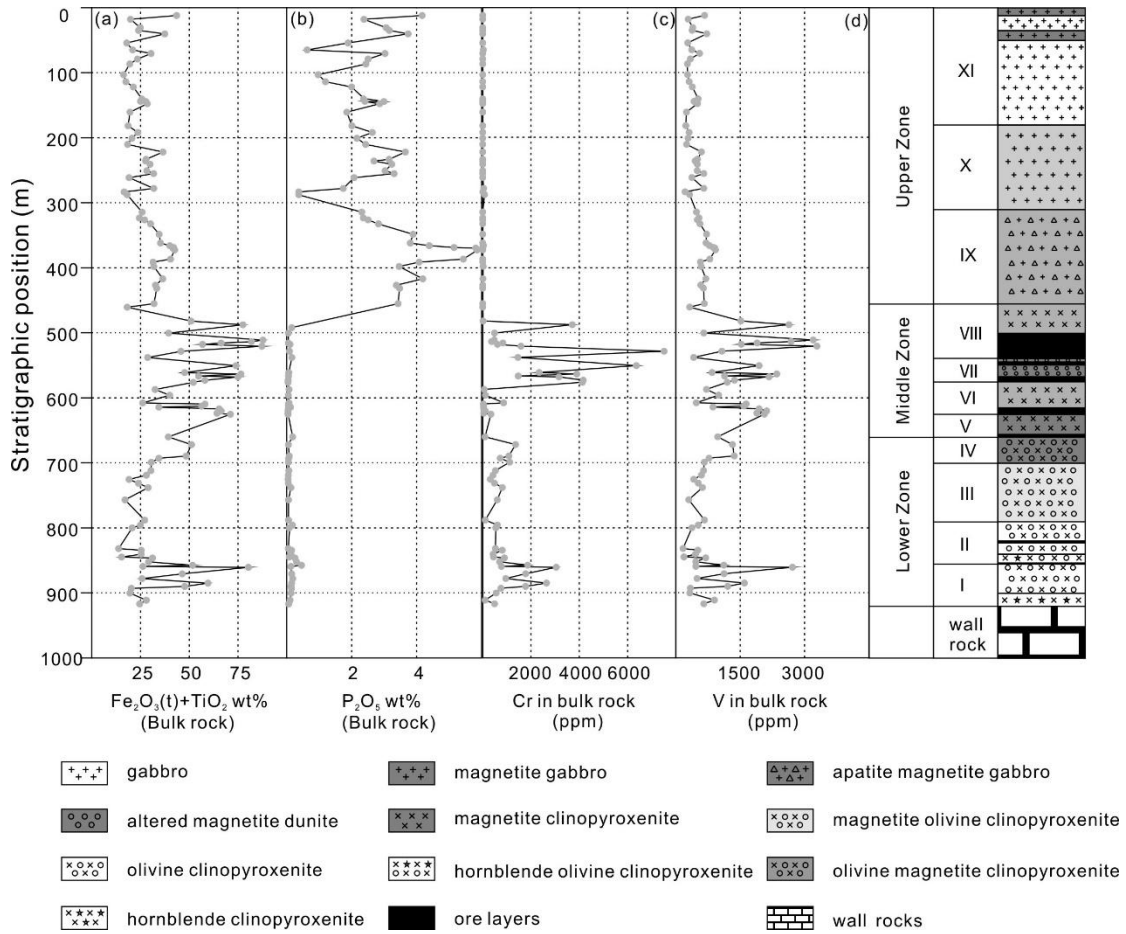 (a) (b) (c) (d)
Stratigraphic position (m)
0
100
200
300
400
500
600
700
800
900
1000
25 50 75
2 4
2000 4000 6000
1500 3000
Fe₂O₃(t)+TiO₂ wt%
(Bulk rock)
P₂O₅ wt%
(Bulk rock)
Cr in bulk rock
(ppm)
V in bulk rock
(ppm)
Upper Zone
Middle Zone
Lower Zone
XI
X
IX
VIII
VII
VI
V
IV
III
II
I
wall
rock
gabbro
magnetite gabbro
apatite magnetite gabbro
altered magnetite dunite
magnetite clinopyroxenite
magnetite olivine clinopyroxenite
olivine clinopyroxenite
hornblende olivine clinopyroxenite
olivine magnetite clinopyroxenite
hornblende clinopyroxenite
ore layers
wall rocks